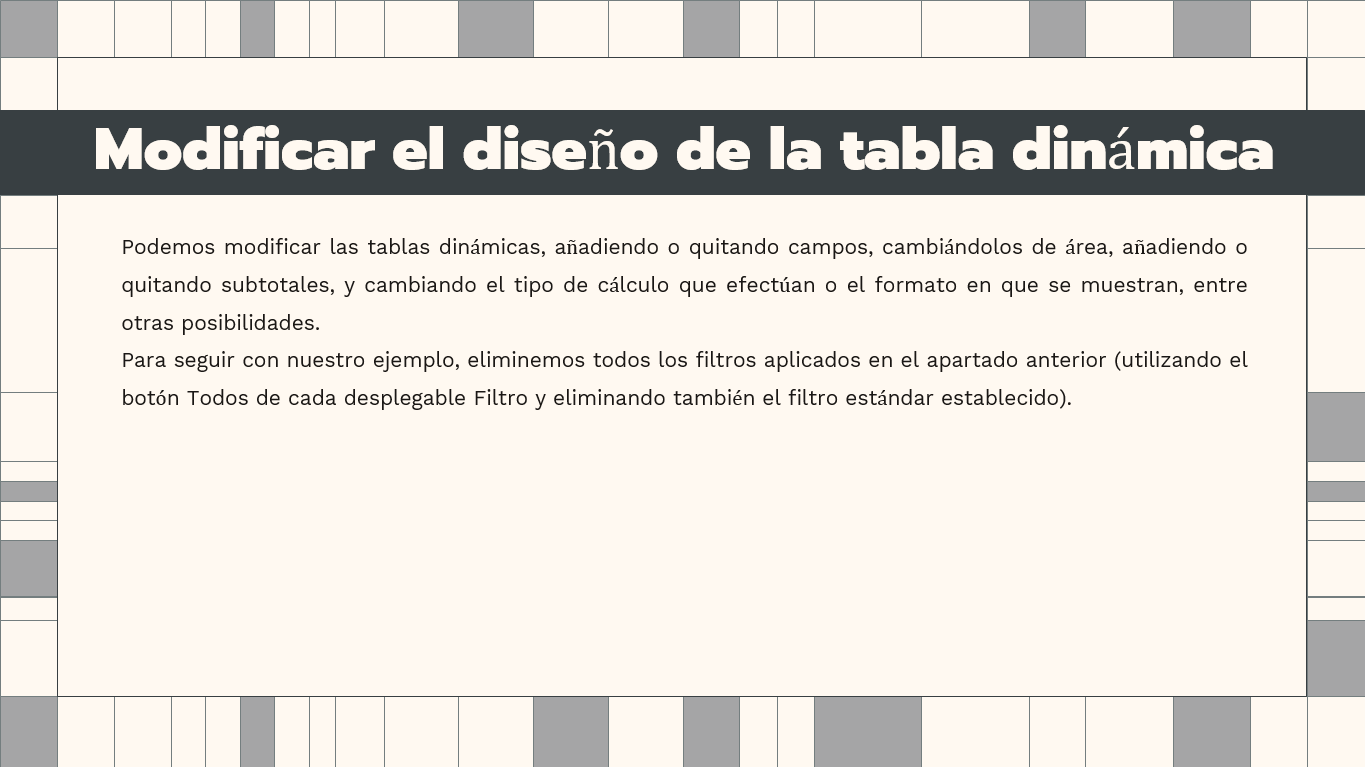 Modificar el diseño de la tabla dinámica
Podemos modificar las tablas dinámicas, añadiendo o quitando campos, cambiándolos de área, añadiendo o
quitando subtotales, y cambiando el tipo de cálculo que efectúan o el formato en que se muestran, entre
otras posibilidades.
Para seguir con nuestro ejemplo, eliminemos todos los filtros aplicados en el apartado anterior (utilizando el
botón Todos de cada desplegable Filtro y eliminando también el filtro estándar establecido).